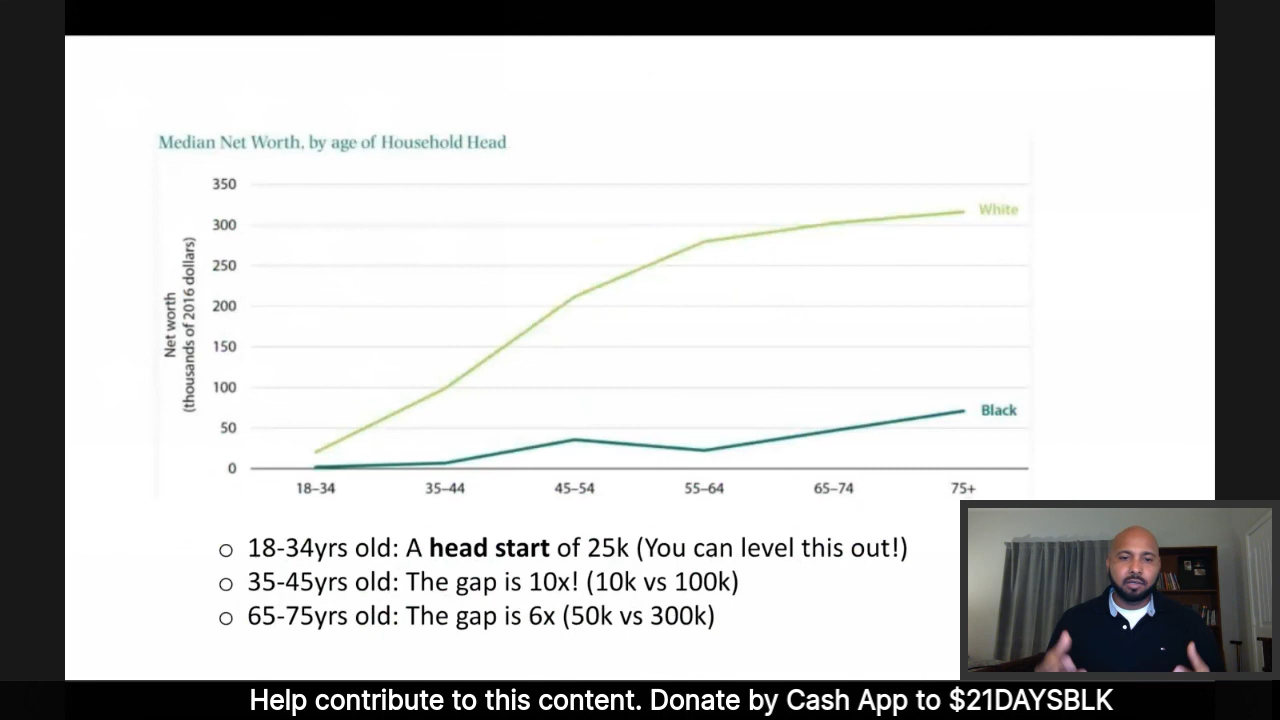 Median Net Worth, by age of Household Head
Net worth
(thousands of 2016 dollars)
350
300
250
200
150
100
50
0
White
Black
18–34
35–44
45–54
55–64
65–74
75+
o 18-34yrs old: A head start of 25k (You can level this out!)
o 35-45yrs old: The gap is 10x! (10k vs 100k)
o 65-75yrs old: The gap is 6x (50k vs 300k)
Help contribute to this content. Donate by Cash App to $21DAYSBLK